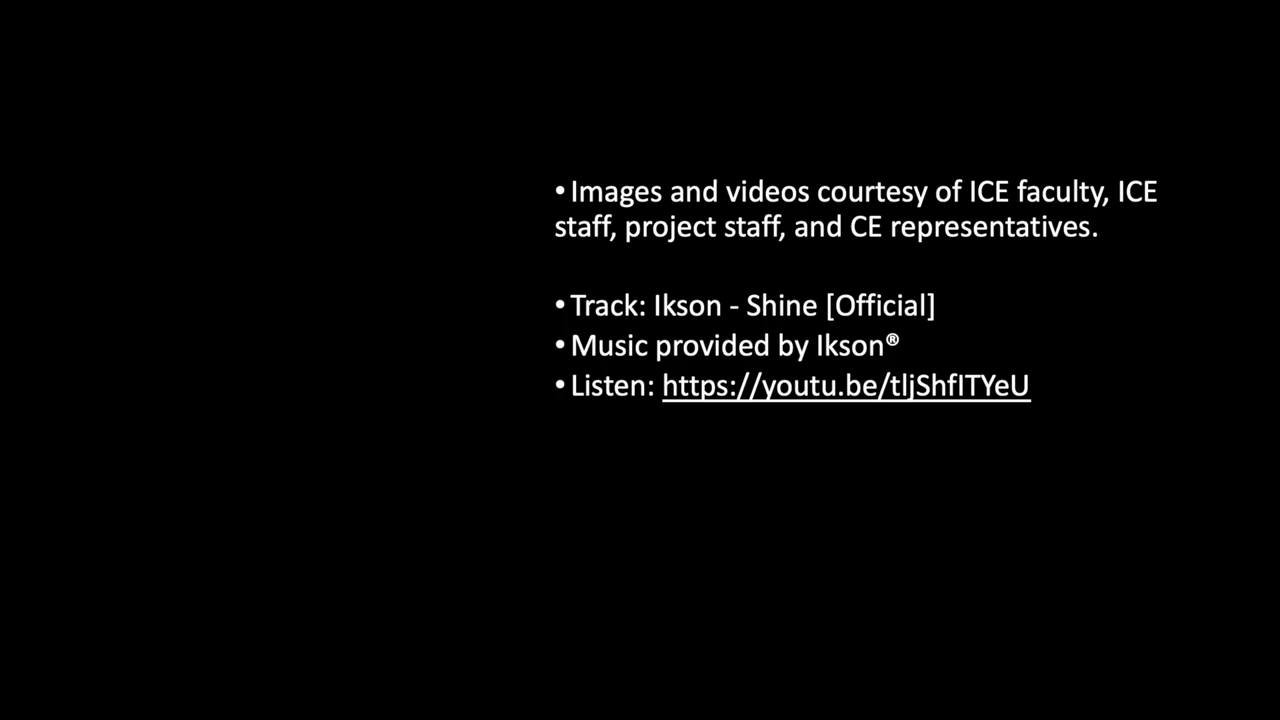 •Images and videos courtesy of ICE faculty, ICE
staff, project staff, and CE representatives.
•Track: Ikson - Shine [Official]
•Music provided by Ikson®
•Listen: https://youtu.be/tljShfITYeU